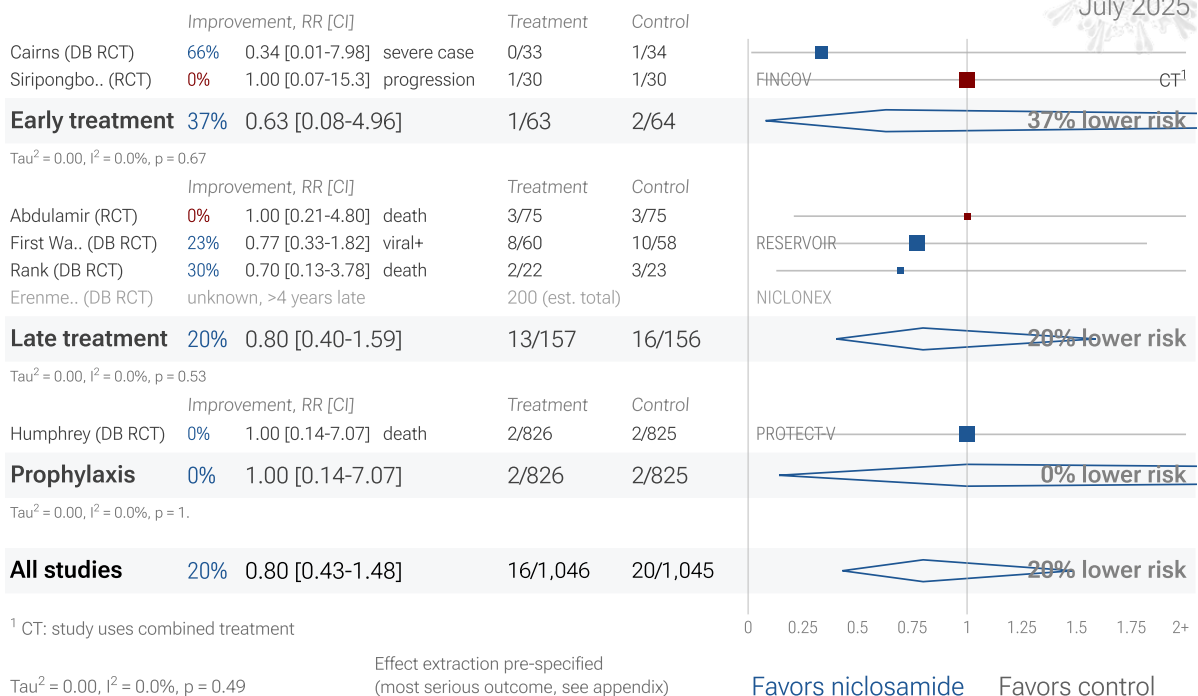 July 2025
Improvement, RR [CI] Treatment Control
Cairns (DB RCT) 66% 0.34 [0.01-7.98] severe case 0/33 1/34
Siripongbo.. (RCT) 0% 1.00 [0.07-15.3] progression 1/30 1/30 FINCOV CT¹
Early treatment 37% 0.63 [0.08-4.96] 1/63 2/64 37% lower risk
Tau² = 0.00, I² = 0.0%, p = 0.67
Improvement, RR [CI] Treatment Control
Abdulamir (RCT) 0% 1.00 [0.21-4.80] death 3/75 3/75
First Wa.. (DB RCT) 23% 0.77 [0.33-1.82] viral+ 8/60 10/58 RESERVOIR
Rank (DB RCT) 30% 0.70 [0.13-3.78] death 2/22 3/23
Erenme.. (DB RCT) unknown, >4 years late 200 (est. total) NICLONEX
Late treatment 20% 0.80 [0.40-1.59] 13/157 16/156 20% lower risk
Tau² = 0.00, I² = 0.0%, p = 0.53
Improvement, RR [CI] Treatment Control
Humphrey (DB RCT) 0% 1.00 [0.14-7.07] death 2/826 2/825 PROTECT-V
Prophylaxis 0% 1.00 [0.14-7.07] 2/826 2/825 0% lower risk
Tau² = 0.00, I² = 0.0%, p = 1.
All studies 20% 0.80 [0.43-1.48] 16/1,046 20/1,045 20% lower risk
¹ CT: study uses combined treatment 0 0.25 0.5 0.75 1 1.25 1.5 1.75 2+
Effect extraction pre-specified
Tau² = 0.00, I² = 0.0%, p = 0.49 (most serious outcome, see appendix) Favors niclosamide Favors control